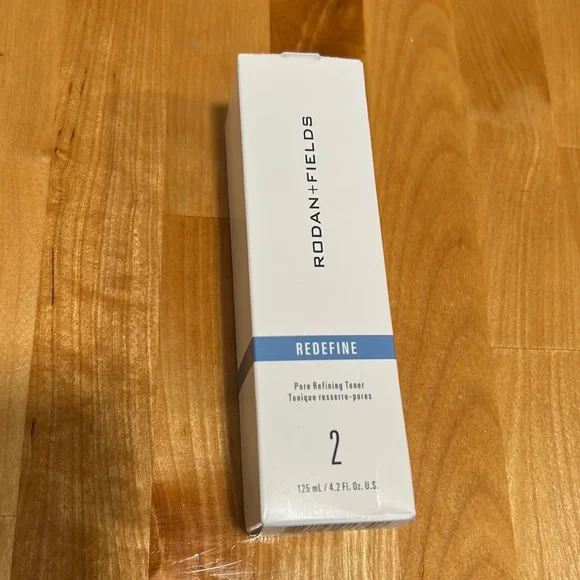 RODAN+FIELDS
REDEFINE
Pore Refining Toner
Tonique resserre-pores
2
125 mL / 4.2 Fl. Oz. U.S.